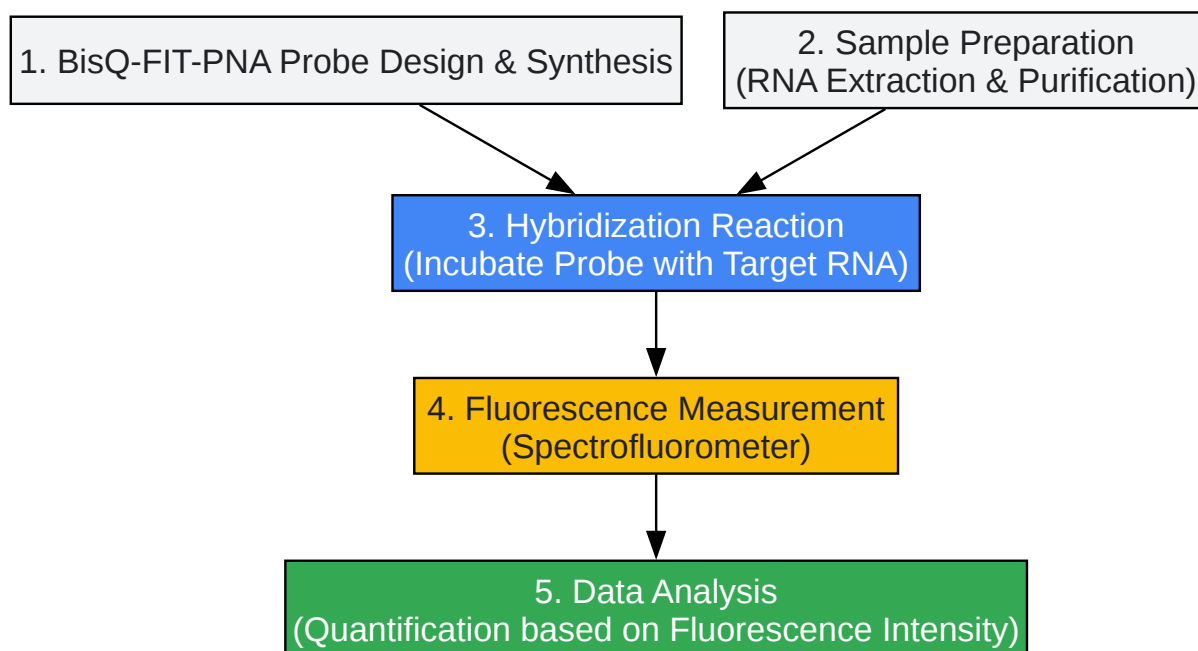 1. BisQ-FIT-PNA Probe Design & Synthesis
2. Sample Preparation
(RNA Extraction & Purification)
3. Hybridization Reaction
(Incubate Probe with Target RNA)
4. Fluorescence Measurement
(Spectrofluorometer)
5. Data Analysis
(Quantification based on Fluorescence Intensity)